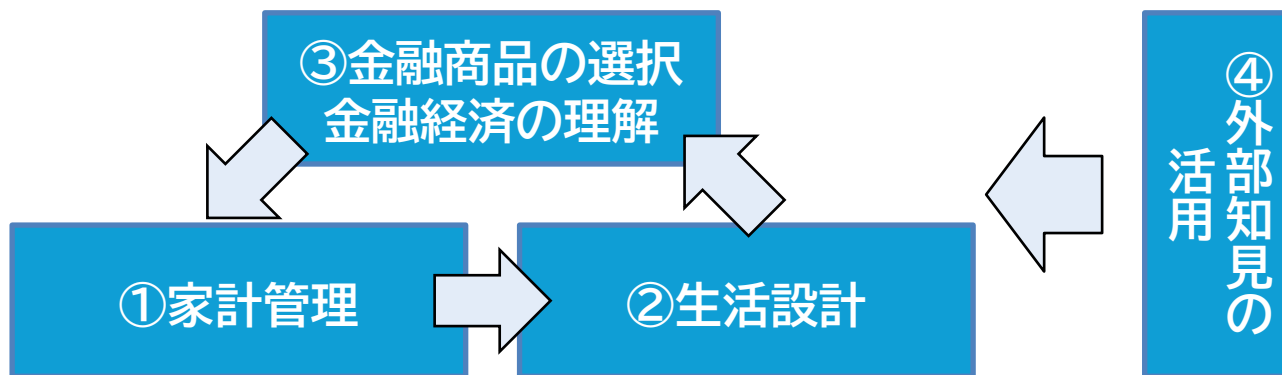 ③金融商品の選択
金融経済の理解
①家計管理
②生活設計
④外部知見の
活用